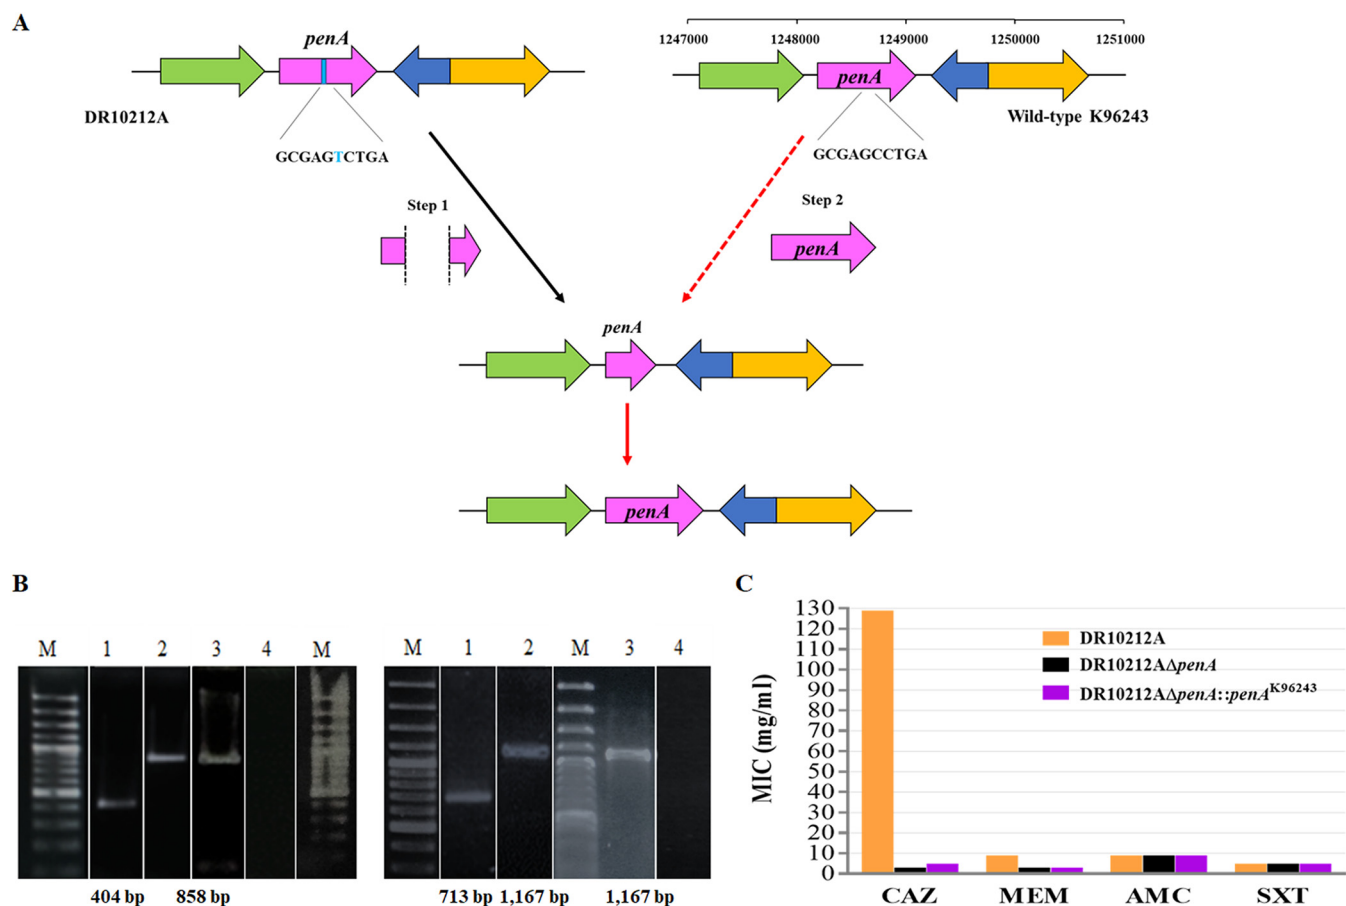 A
penA
DR10212A
GCGAGTCTGA
1247000 1248000 1249000 1250000 1251000
penA
Wild-type K96243
GCGAGCCTGA
Step 1
Step 2
penA
penA
penA
B
M 1 2 3 4 M
404 bp 858 bp
M 1 2 M 3 4
713 bp 1,167 bp 1,167 bp
C
MIC (mg/ml)
130
120
110
100
90
80
70
60
50
40
30
20
10
0
DR10212A
DR10212AΔpenA
DR10212AΔpenA::penAK96243
CAZ MEM AMC SXT